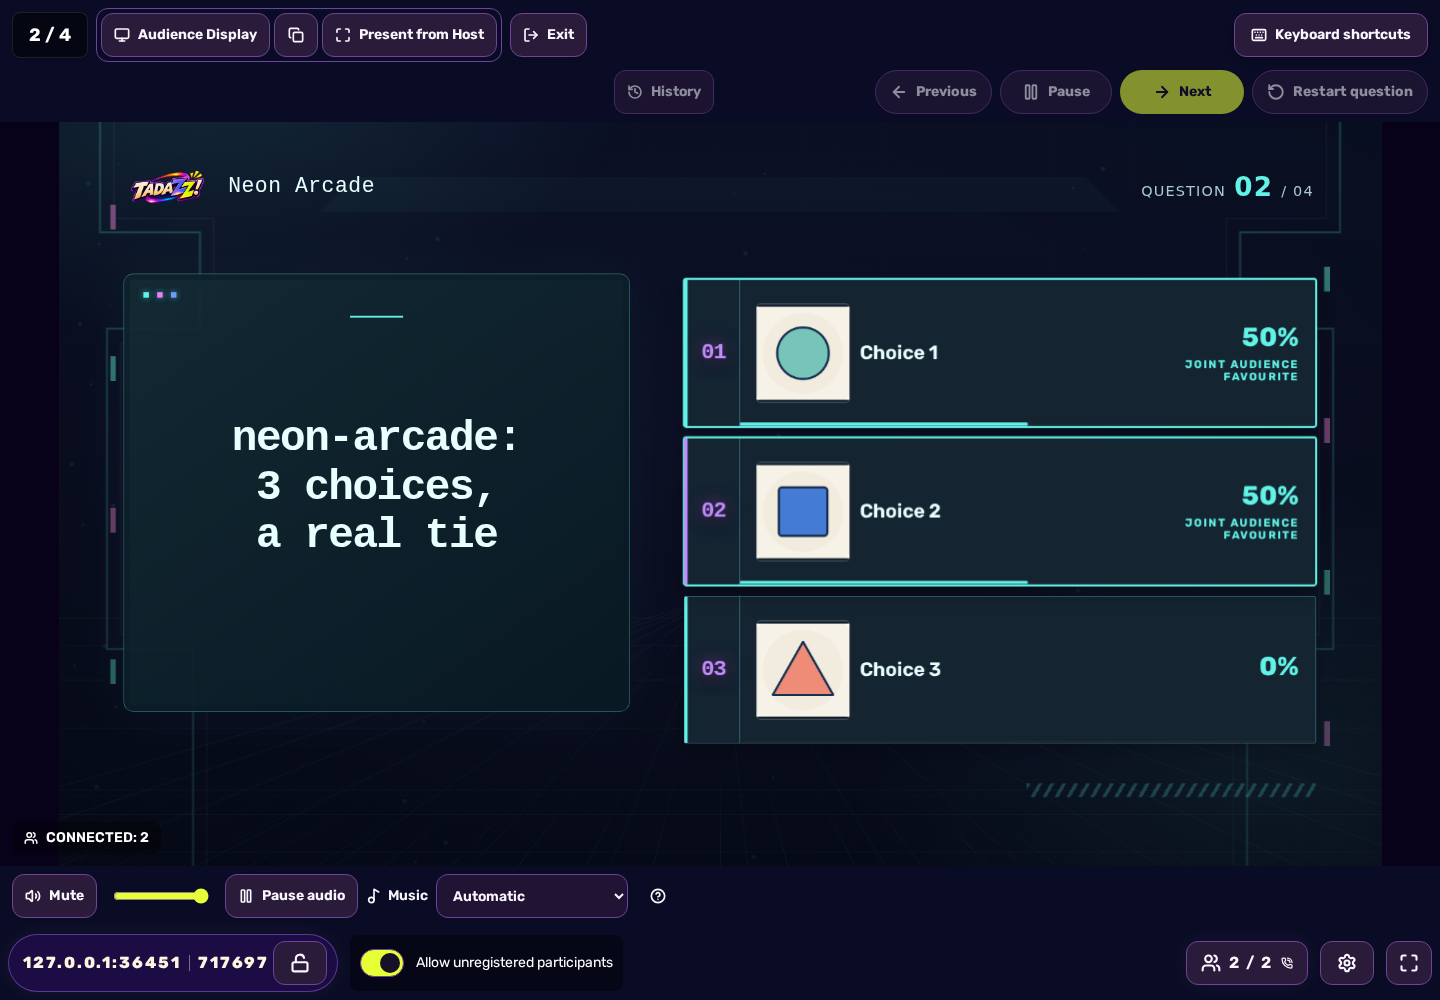 2 / 4
Audience Display
Present from Host
Exit
Keyboard shortcuts
History
Previous
Pause
Next
Restart question
TADAZZ!
Neon Arcade
QUESTION 02 / 04
neon-arcade:
3 choices,
a real tie
01
Choice 1
50%
JOINT AUDIENCE
FAVOURITE
02
Choice 2
50%
JOINT AUDIENCE
FAVOURITE
03
Choice 3
0%
CONNECTED: 2
Mute
Pause audio
Music
Automatic
127.0.0.1:36451
717697
Allow unregistered participants
2 / 2